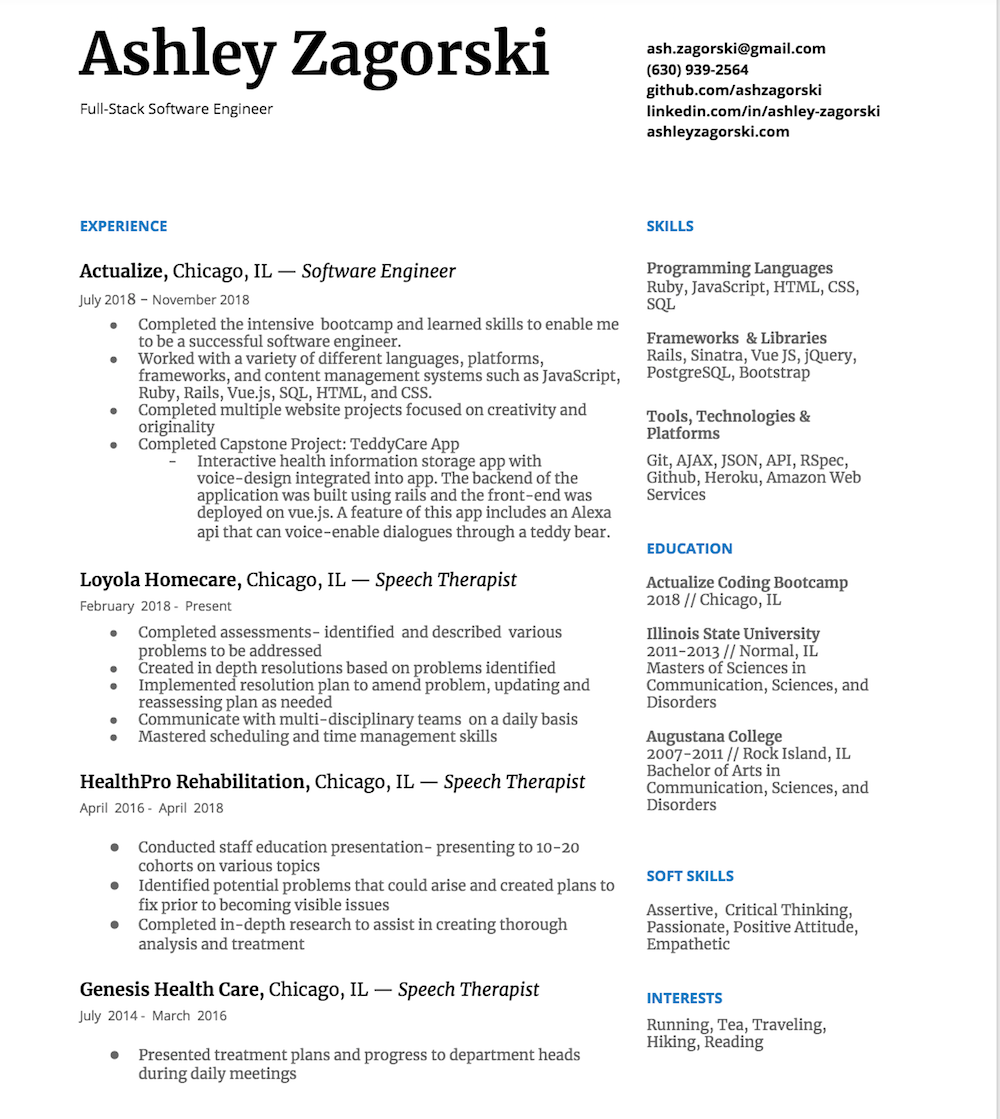 Ashley Zagorski
Full-Stack Software Engineer
ash.zagorski@gmail.com
(630) 939-2564
github.com/ashzagorski
linkedin.com/in/ashley-zagorski
ashleyzagorski.com
EXPERIENCE
Actualize, Chicago, IL — Software Engineer
July 2018 – November 2018
● Completed the intensive bootcamp and learned skills to enable me
to be a successful software engineer.
● Worked with a variety of different languages, platforms,
frameworks, and content management systems such as JavaScript,
Ruby, Rails, Vue.js, SQL, HTML, and CSS.
● Completed multiple website projects focused on creativity and
originality
● Completed Capstone Project: TeddyCare App
- Interactive health information storage app with
voice-design integrated into app. The backend of the
application was built using rails and the front-end was
deployed on vue.js. A feature of this app includes an Alexa
api that can voice-enable dialogues through a teddy bear.
Loyola Homecare, Chicago, IL — Speech Therapist
February 2018 - Present
● Completed assessments- identified and described various
problems to be addressed
● Created in depth resolutions based on problems identified
● Implemented resolution plan to amend problem, updating and
reassessing plan as needed
● Communicate with multi-disciplinary teams on a daily basis
● Mastered scheduling and time management skills
HealthPro Rehabilitation, Chicago, IL — Speech Therapist
April 2016 - April 2018
● Conducted staff education presentation- presenting to 10-20
cohorts on various topics
● Identified potential problems that could arise and created plans to
fix prior to becoming visible issues
● Completed in-depth research to assist in creating thorough
analysis and treatment
Genesis Health Care, Chicago, IL — Speech Therapist
July 2014 - March 2016
● Presented treatment plans and progress to department heads
during daily meetings
SKILLS
Programming Languages
Ruby, JavaScript, HTML, CSS,
SQL
Frameworks & Libraries
Rails, Sinatra, Vue JS, jQuery,
PostgreSQL, Bootstrap
Tools, Technologies &
Platforms
Git, AJAX, JSON, API, RSpec,
Github, Heroku, Amazon Web
Services
EDUCATION
Actualize Coding Bootcamp
2018 // Chicago, IL
Illinois State University
2011-2013 // Normal, IL
Masters of Sciences in
Communication, Sciences, and
Disorders
Augustana College
2007-2011 // Rock Island, IL
Bachelor of Arts in
Communication, Sciences, and
Disorders
SOFT SKILLS
Assertive, Critical Thinking,
Passionate, Positive Attitude,
Empathetic
INTERESTS
Running, Tea, Traveling,
Hiking, Reading